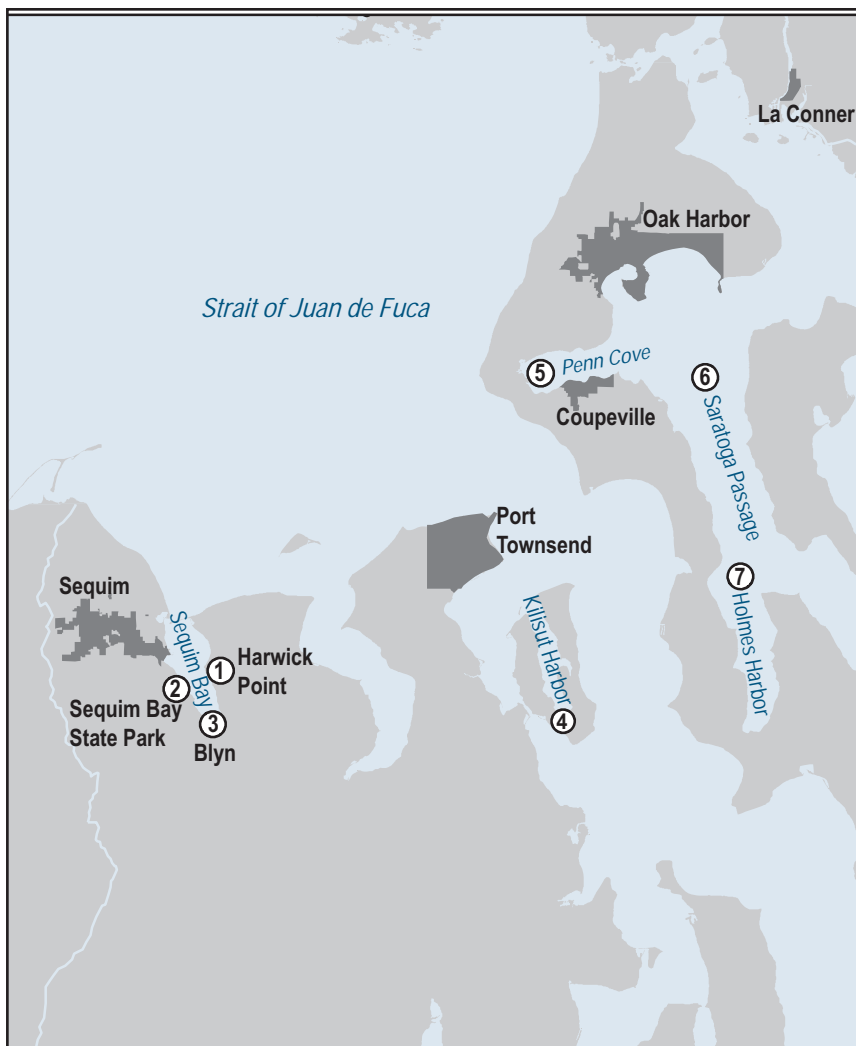 La Conner
Oak Harbor
Strait of Juan de Fuca
5
Penn Cove
6
Coupeville
Saratoga Passage
Port
Townsend
Sequim
7
Kilisut Harbor
Holmes Harbor
Sequim Bay
1
Harwick
Point
2
Sequim Bay
State Park
3
Blyn
4